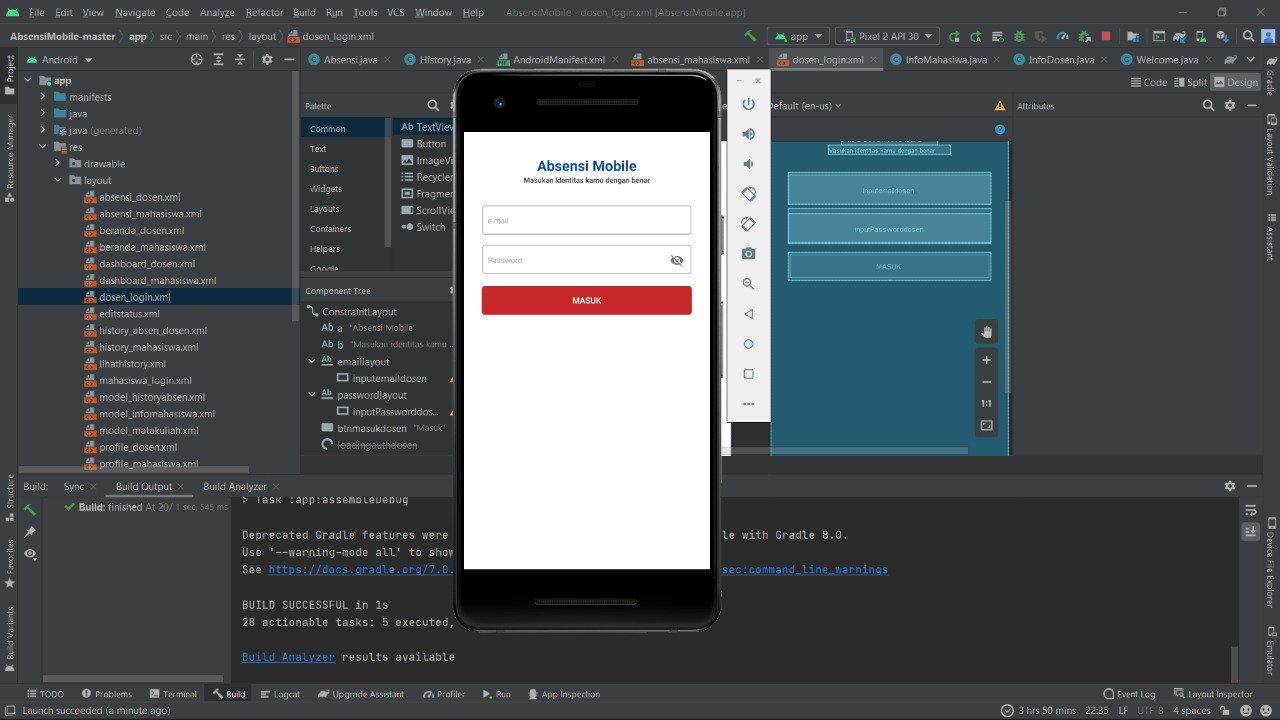 File Edit View Navigate Code Analyze Refactor Build Run Tools VCS Window Help AbsensiMobile - dosen_login.xml [AbsensiMobile.app]
AbsensiMobile-master app src main res layout dosen_login.xml app Pixel 2 API 30
Android Absensi.java History.java AndroidManifest.xml absensi_mahasiswa.xml dosen_login.xml InfoMahasiwa.java InfoDosen.java Welcome.java
Code Split Design
Palette Default (en-us) Attributes
Project
Resource Manager
Structure
Favorites
Build Variants
app
manifests
java
java (generated)
res
drawable
layout
absensi_dosen.xml
absensi_mahasiswa.xml
beranda_dosen.xml
beranda_mahasiswa.xml
dashboard_dosen.xml
dashboard_mahasiswa.xml
dosen_login.xml
editstatus.xml
history_absen_dosen.xml
history_mahasiswa.xml
lihathistory.xml
mahasiswa_login.xml
model_historyabsen.xml
model_infomahasiswa.xml
model_matakuliah.xml
profile_dosen.xml
profile_mahasiswa.xml
Common
Text
Buttons
Widgets
Layouts
Containers
Helpers
Google
Ab TextView
Button
ImageVi
Recycler
Fragmen
ScrollVi
Switch
Component Tree
ConstraintLayout
Ab a "Absensi Mobile"
Ab b "Masukan identitas kamu ...
Ab emaillayout
inputemaildosen
Ab passwordlayout
inputPassworddos...
btnmasukdosen "Masuk"
loadingauthdosen
Absensi Mobile
Masukan identitas kamu dengan benar
e-mail
Password
MASUK
Masukan identitas kamu dengan benar
inputemaildosen
inputPassworddosen
MASUK
1:1
Gradle
Layout Validation
Assistants
Device File Explorer
Emulator
Build: Sync Build Output Build Analyzer
Build: finished At 20/ 1 sec, 545 ms
> Task :app:assembleDebug
Deprecated Gradle features were le with Gradle 8.0.
Use '--warning-mode all' to show
See https://docs.gradle.org/7.0. sec:command_line_warnings
BUILD SUCCESSFUL in 1s
28 actionable tasks: 5 executed,
Build Analyzer results available
TODO Problems Terminal Build Logcat Upgrade Assistant Profiler Run App Inspection Event Log Layout Inspector
Launch succeeded (a minute ago) 3 hrs 50 mins 22:35 LF UTF-8 4 spaces